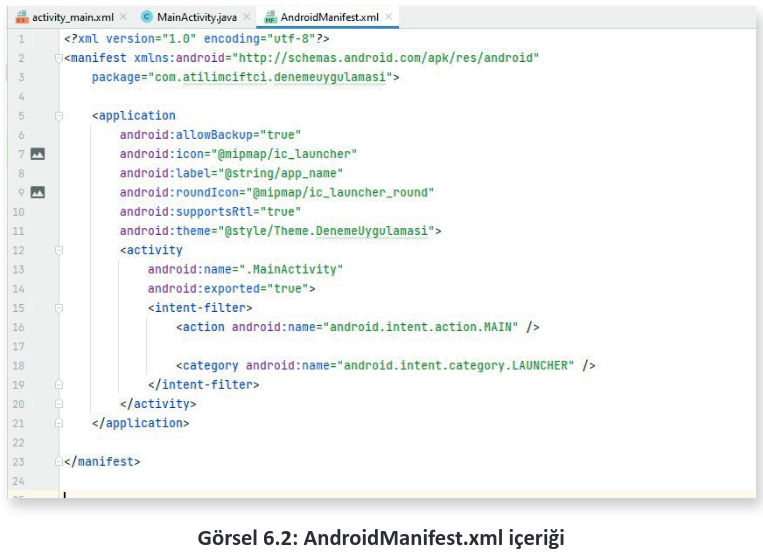 activity_main.xml MainActivity.java AndroidManifest.xml
1 <?xml version="1.0" encoding="utf-8"?>
2 <manifest xmlns:android="http://schemas.android.com/apk/res/android"
3 package="com.atilimciftci.denemeuygulamasi">
4
5 <application
6 android:allowBackup="true"
7 android:icon="@mipmap/ic_launcher"
8 android:label="@string/app_name"
9 android:roundIcon="@mipmap/ic_launcher_round"
10 android:supportsRtl="true"
11 android:theme="@style/Theme.DenemeUygulamasi">
12 <activity
13 android:name=".MainActivity"
14 android:exported="true">
15 <intent-filter>
16 <action android:name="android.intent.action.MAIN" />
17
18 <category android:name="android.intent.category.LAUNCHER" />
19 </intent-filter>
20 </activity>
21 </application>
22
23 </manifest>
24
Görsel 6.2: AndroidManifest.xml içeriği